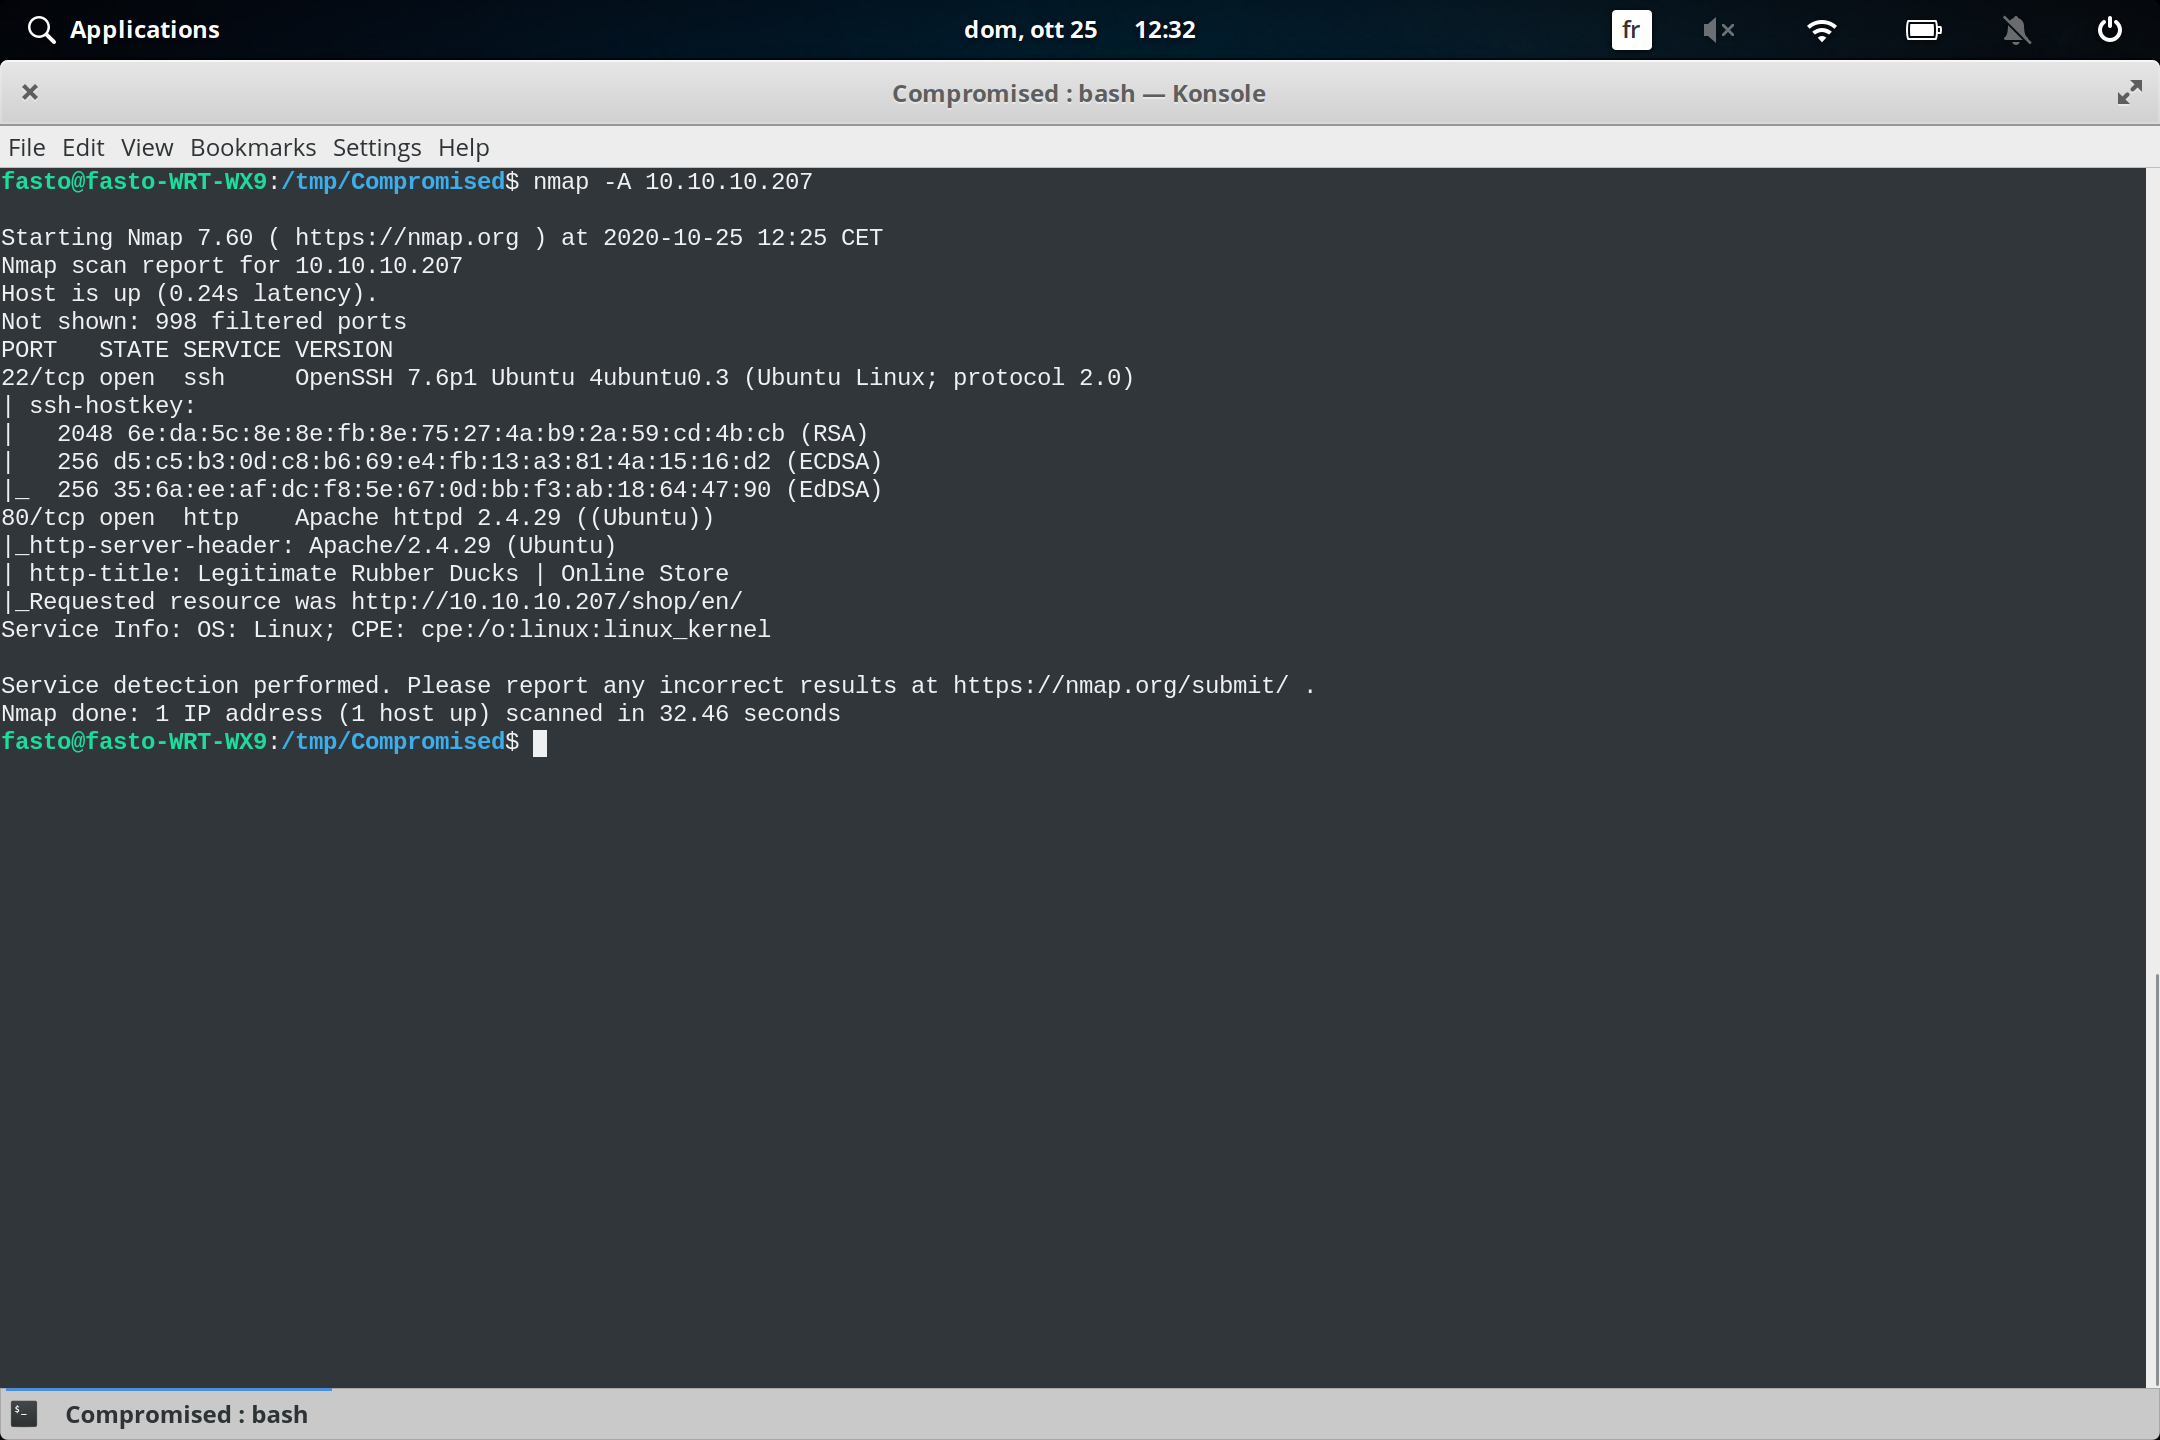 Applications
dom, ott 25 12:32
fr
Compromised : bash — Konsole
File Edit View Bookmarks Settings Help
fasto@fasto-WRT-WX9:/tmp/Compromised$ nmap -A 10.10.10.207

Starting Nmap 7.60 ( https://nmap.org ) at 2020-10-25 12:25 CET
Nmap scan report for 10.10.10.207
Host is up (0.24s latency).
Not shown: 998 filtered ports
PORT   STATE SERVICE VERSION
22/tcp open  ssh     OpenSSH 7.6p1 Ubuntu 4ubuntu0.3 (Ubuntu Linux; protocol 2.0)
| ssh-hostkey:
|   2048 6e:da:5c:8e:8e:fb:8e:75:27:4a:b9:2a:59:cd:4b:cb (RSA)
|   256 d5:c5:b3:0d:c8:b6:69:e4:fb:13:a3:81:4a:15:16:d2 (ECDSA)
|_  256 35:6a:ee:af:dc:f8:5e:67:0d:bb:f3:ab:18:64:47:90 (EdDSA)
80/tcp open  http    Apache httpd 2.4.29 ((Ubuntu))
|_http-server-header: Apache/2.4.29 (Ubuntu)
| http-title: Legitimate Rubber Ducks | Online Store
|_Requested resource was http://10.10.10.207/shop/en/
Service Info: OS: Linux; CPE: cpe:/o:linux:linux_kernel

Service detection performed. Please report any incorrect results at https://nmap.org/submit/ .
Nmap done: 1 IP address (1 host up) scanned in 32.46 seconds
fasto@fasto-WRT-WX9:/tmp/Compromised$
Compromised : bash